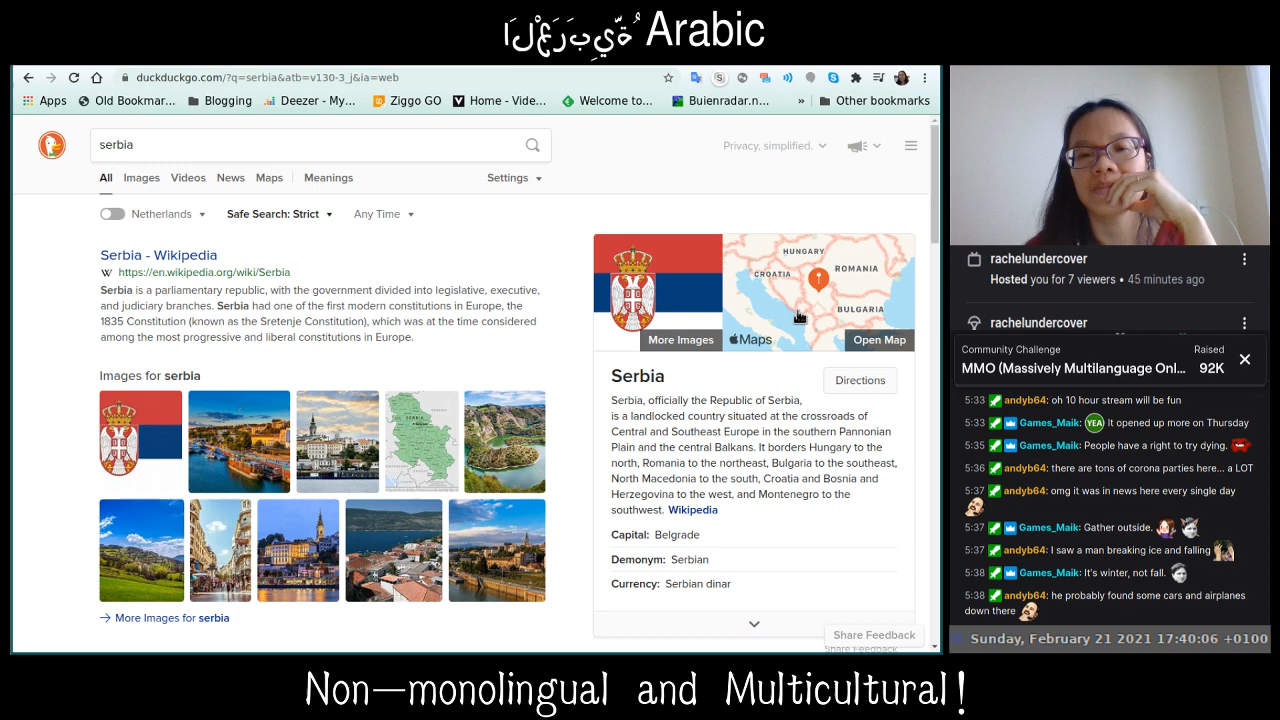 اَلْعَرَبِيَّةُ Arabic
duckduckgo.com/?q=serbia&atb=v130-3_j&ia=web
Apps
Old Bookmar...
Blogging
Deezer - My...
Ziggo GO
Home - Vide...
Welcome to...
Buienradar.n...
»
Other bookmarks
serbia
Privacy, simplified.
All Images Videos News Maps Meanings
Settings
Netherlands
Safe Search: Strict
Any Time
Serbia - Wikipedia
W https://en.wikipedia.org/wiki/Serbia
Serbia is a parliamentary republic, with the government divided into legislative, executive,
and judiciary branches. Serbia had one of the first modern constitutions in Europe, the
1835 Constitution (known as the Sretenje Constitution), which was at the time considered
among the most progressive and liberal constitutions in Europe.
Images for serbia
More Images for serbia
HUNGARY
CROATIA
ROMANIA
BULGARIA
More Images
Maps
Open Map
Serbia
Directions
Serbia, officially the Republic of Serbia,
is a landlocked country situated at the crossroads of
Central and Southeast Europe in the southern Pannonian
Plain and the central Balkans. It borders Hungary to the
north, Romania to the northeast, Bulgaria to the southeast,
North Macedonia to the south, Croatia and Bosnia and
Herzegovina to the west, and Montenegro to the
southwest. Wikipedia
Capital: Belgrade
Demonym: Serbian
Currency: Serbian dinar
Share Feedback
Share Feedback
rachelundercover
Hosted you for 7 viewers • 45 minutes ago
rachelundercover
Community Challenge
MMO (Massively Multilanguage Onl...
Raised
92K
5:33 andyb64: oh 10 hour stream will be fun
5:33 Games_Maik: YEA It opened up more on Thursday
5:35 Games_Maik: People have a right to try dying.
5:36 andyb64: there are tons of corona parties here... a LOT
5:37 andyb64: omg it was in news here every single day
5:37 Games_Maik: Gather outside.
5:37 andyb64: I saw a man breaking ice and falling
5:38 Games_Maik: It's winter, not fall.
5:38 andyb64: he probably found some cars and airplanes
down there
Sunday, February 21 2021 17:40:06 +0100
Non-monolingual and Multicultural!